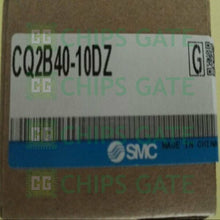 CHIPS GATE
CQ2B40-10DZ
G
SMC
MADE IN CHINA
CHIPS GATE
CHIPS GATE